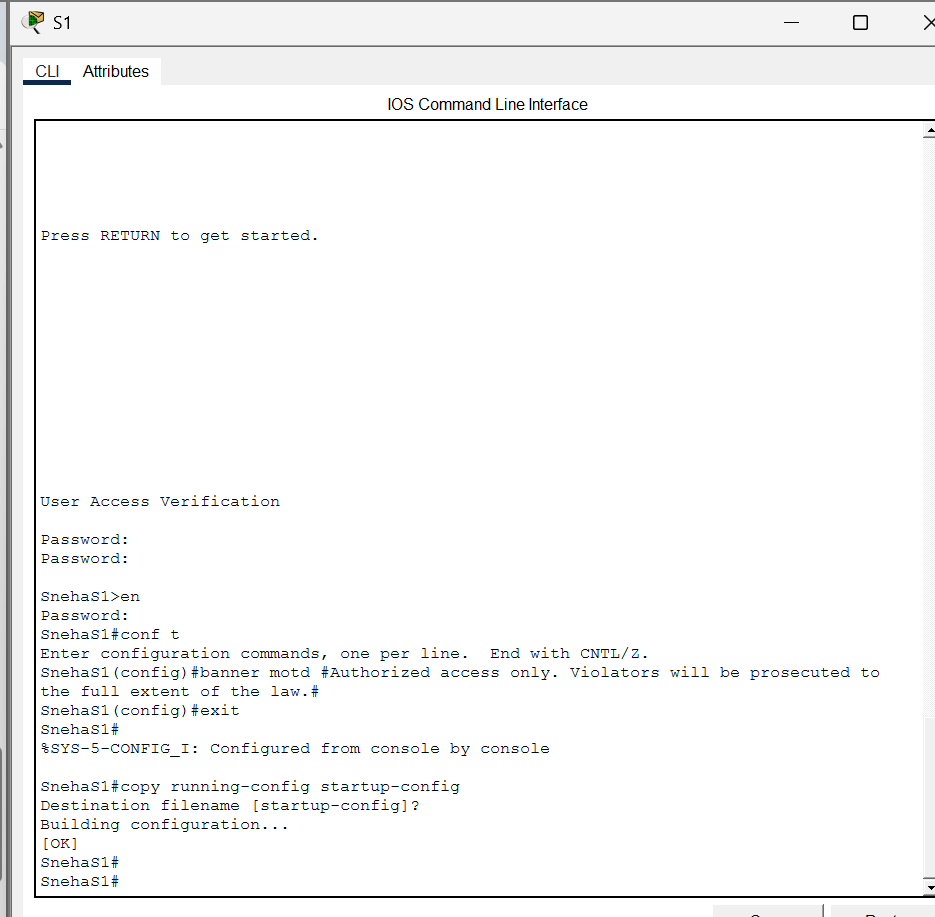 S1
CLI Attributes
IOS Command Line Interface
Press RETURN to get started.
User Access Verification
Password:
Password:
SnehaS1>en
Password:
SnehaS1#conf t
Enter configuration commands, one per line.  End with CNTL/Z.
SnehaS1(config)#banner motd #Authorized access only. Violators will be prosecuted to
the full extent of the law.#
SnehaS1(config)#exit
SnehaS1#
%SYS-5-CONFIG_I: Configured from console by console
SnehaS1#copy running-config startup-config
Destination filename [startup-config]?
Building configuration...
[OK]
SnehaS1#
SnehaS1#